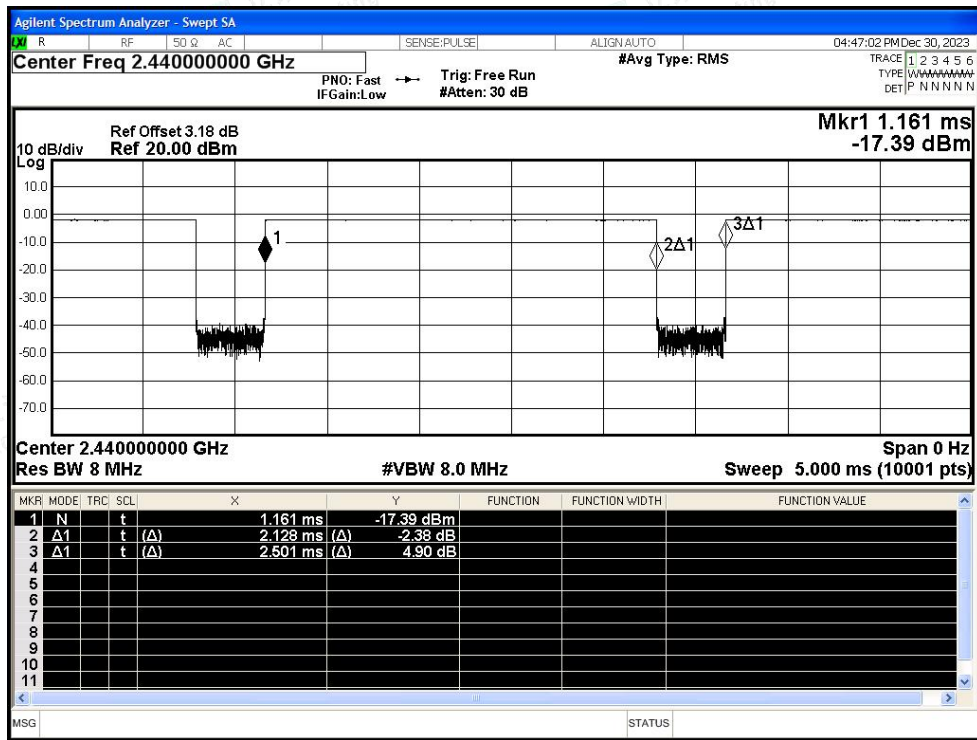 Agilent Spectrum Analyzer - Swept SA
LXI R RF 50 Ω AC SENSE:PULSE ALIGN AUTO 04:47:02 PM Dec 30, 2023
Center Freq 2.440000000 GHz #Avg Type: RMS TRACE 1 2 3 4 5 6
PNO: Fast Trig: Free Run TYPE WWWWWW
IFGain:Low #Atten: 30 dB DET P N N N N N
Mkr1 1.161 ms
Ref Offset 3.18 dB
10 dB/div Ref 20.00 dBm -17.39 dBm
Log
10.0
0.00
3Δ1
-10.0
1
2Δ1
-20.0
-30.0
-40.0
-50.0
-60.0
-70.0
Center 2.440000000 GHz Span 0 Hz
Res BW 8 MHz #VBW 8.0 MHz Sweep 5.000 ms (10001 pts)
MKR MODE TRC SCL X Y FUNCTION FUNCTION WIDTH FUNCTION VALUE
1 N t 1.161 ms -17.39 dBm
2 Δ1 t (Δ) 2.128 ms (Δ) -2.38 dB
3 Δ1 t (Δ) 2.501 ms (Δ) 4.90 dB
4
5
6
7
8
9
10
11
MSG STATUS